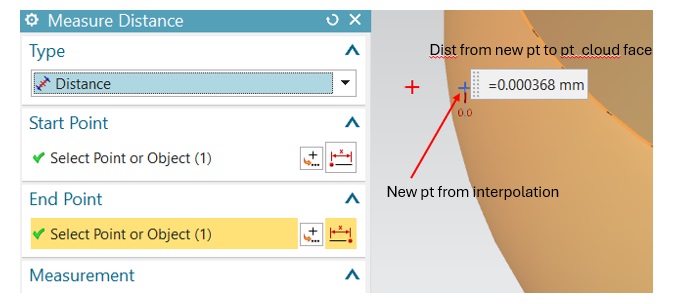 Measure Distance
Type
Distance
Start Point
Select Point or Object (1)
End Point
Select Point or Object (1)
Measurement
Dist from new pt to pt cloud face
=0.000368 mm
0.0
New pt from interpolation